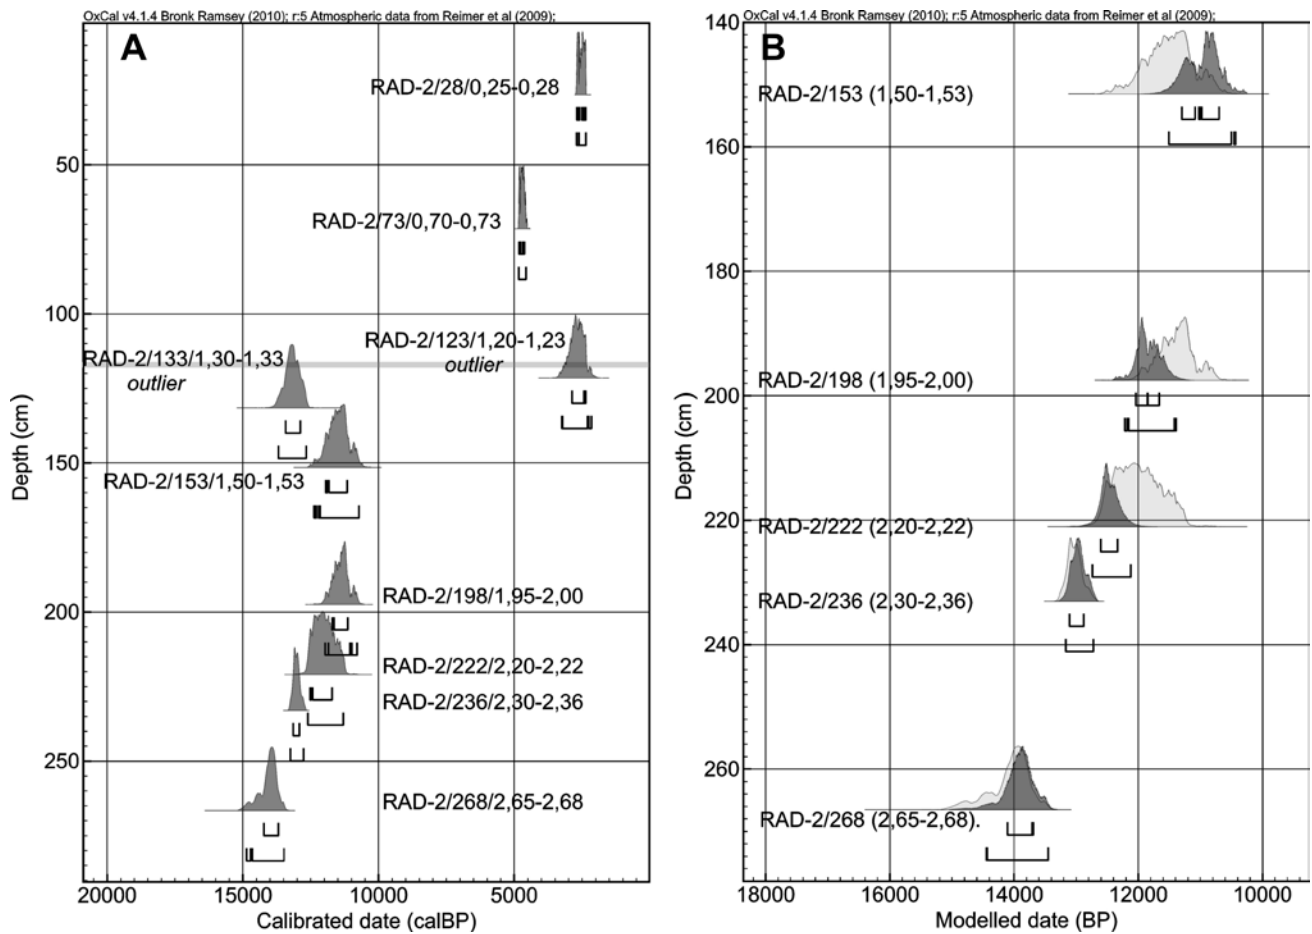 OxCal v4.1.4 Bronk Ramsey (2010); r:5 Atmospheric data from Reimer et al (2009);
A
RAD-2/28/0,25-0,28
50
RAD-2/73/0,70-0,73
100
RAD-2/123/1,20-1,23
outlier
RAD-2/133/1,30-1,33
outlier
150
RAD-2/153/1,50-1,53
RAD-2/198/1,95-2,00
200
RAD-2/222/2,20-2,22
RAD-2/236/2,30-2,36
250
RAD-2/268/2,65-2,68
Depth (cm)
20000 15000 10000 5000
Calibrated date (calBP)
OxCal v4.1.4 Bronk Ramsey (2010); r:5 Atmospheric data from Reimer et al (2009);
140
B
RAD-2/153 (1,50-1,53)
160
180
RAD-2/198 (1,95-2,00)
200
220
RAD-2/222 (2,20-2,22)
RAD-2/236 (2,30-2,36)
240
260
RAD-2/268 (2,65-2,68).
Depth (cm)
18000 16000 14000 12000 10000
Modelled date (BP)